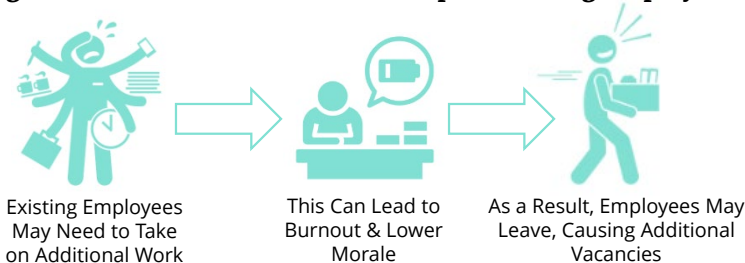 Existing Employees
May Need to Take
on Additional Work
This Can Lead to
Burnout & Lower
Morale
As a Result, Employees May
Leave, Causing Additional
Vacancies